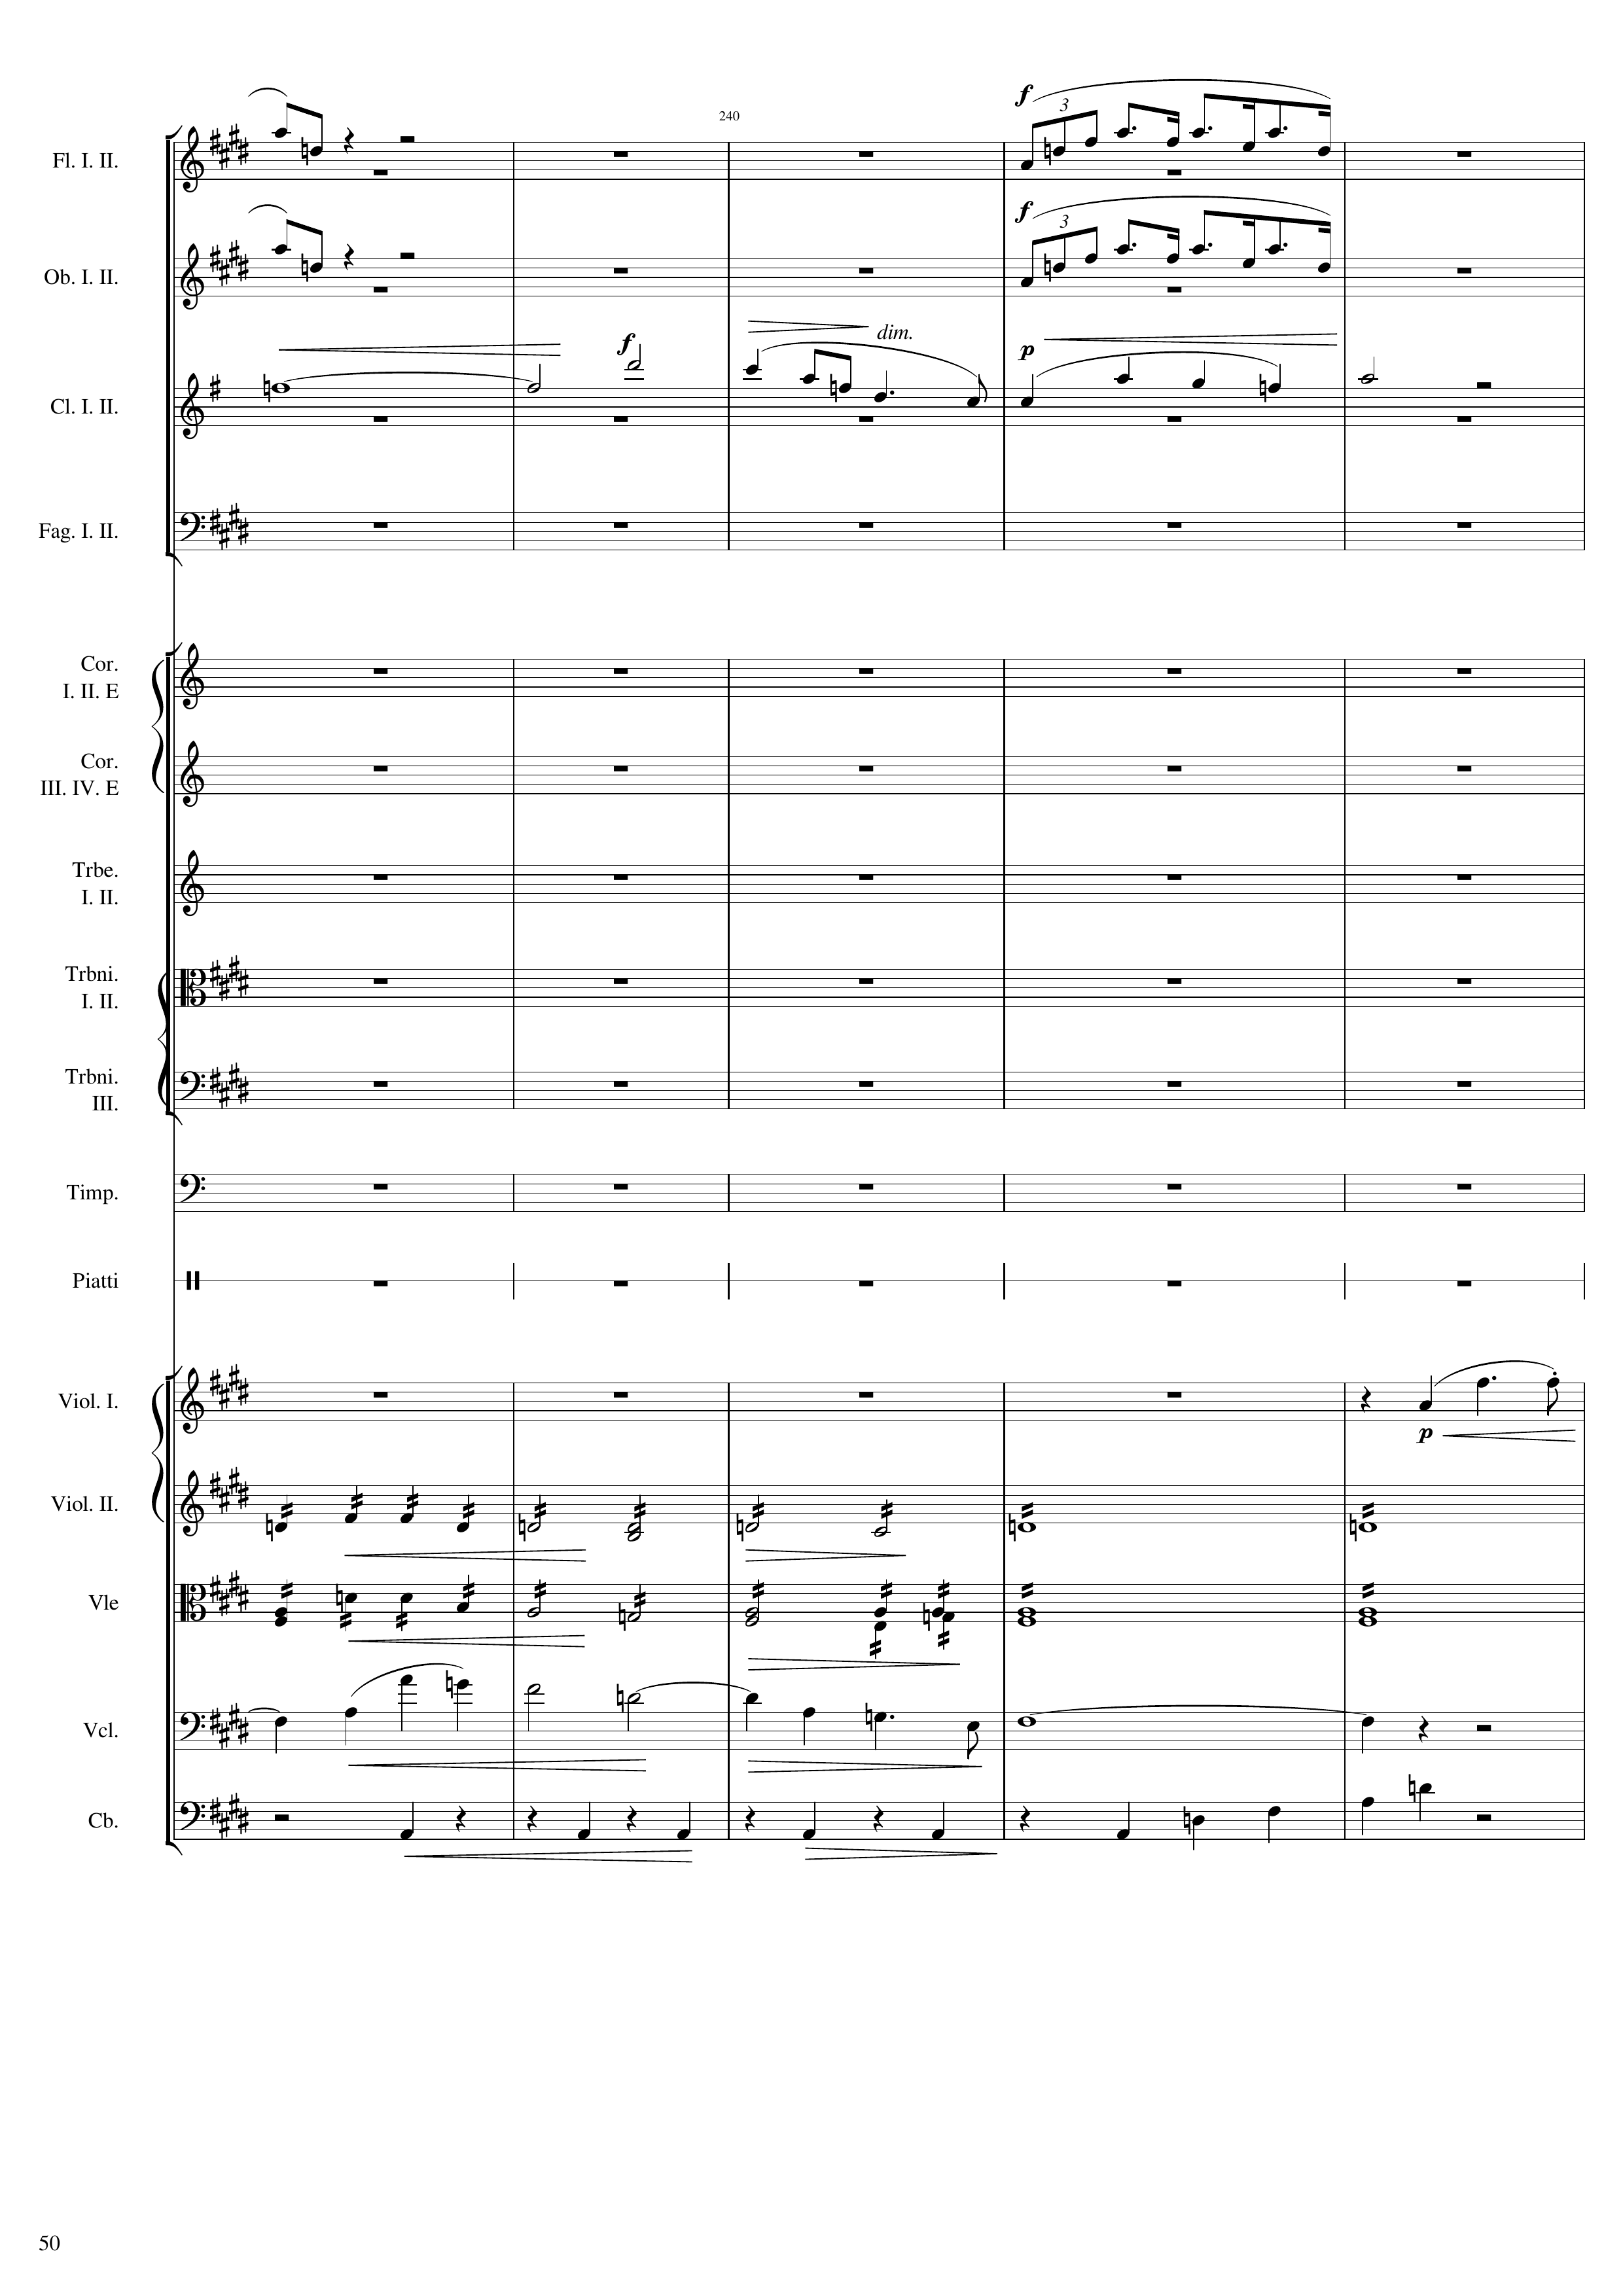 240
f
3
Fl. I. II.
f
3
Ob. I. II.
f
dim.
p
Cl. I. II.
Fag. I. II.
Cor.
I. II. E
Cor.
III. IV. E
Trbe.
I. II.
Trbni.
I. II.
Trbni.
III.
Timp.
Piatti
Viol. I.
p
Viol. II.
Vle
Vcl.
Cb.
50